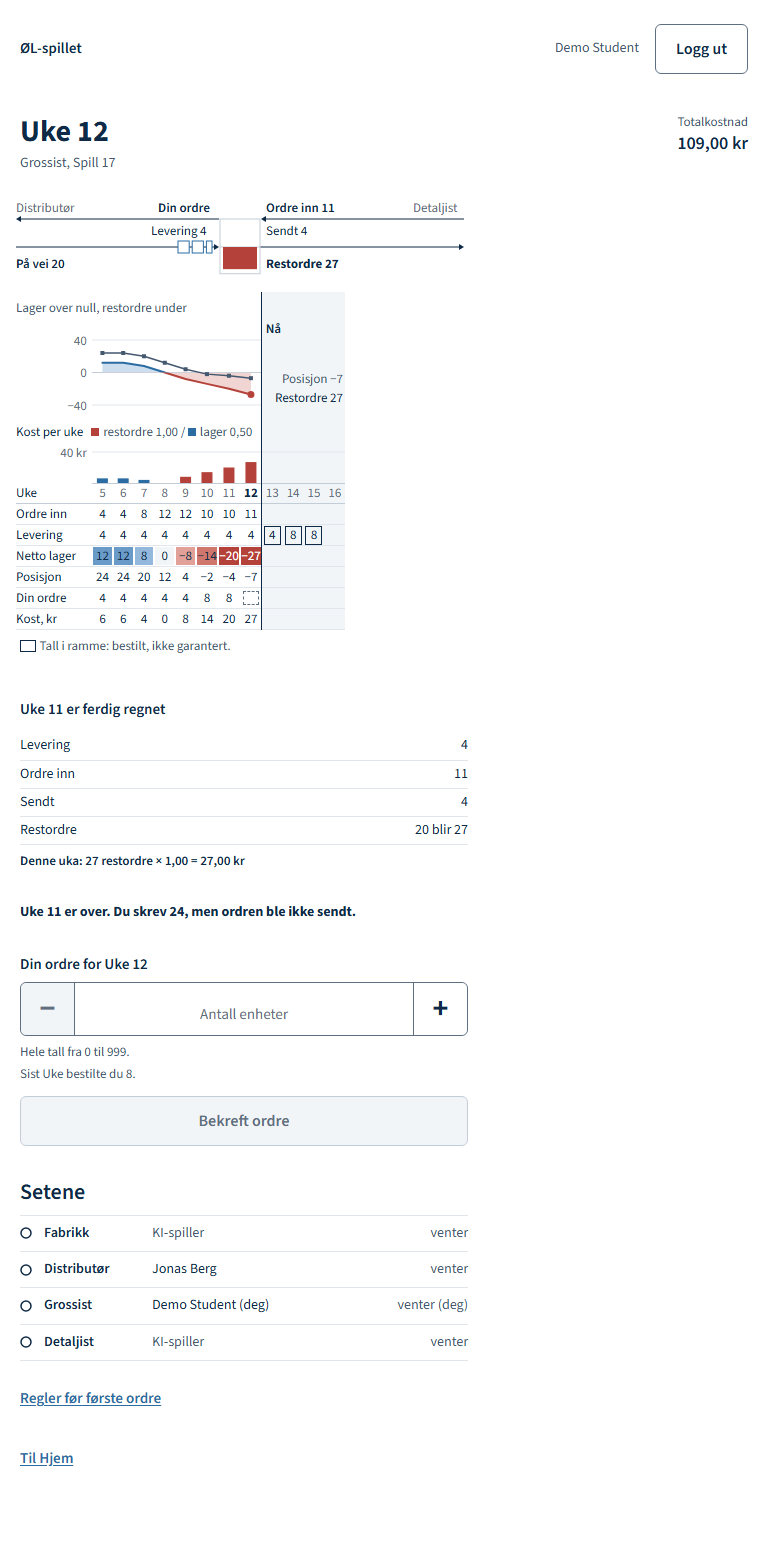 ØL-spillet
Demo Student
Logg ut
Uke 12
Grossist, Spill 17
Totalkostnad
109,00 kr
Distributør Din ordre Ordre inn 11 Detaljist
Levering 4 Sendt 4
På vei 20 Restordre 27
Lager over null, restordre under
Nå
40
0
−40
Posisjon −7
Restordre 27
Kost per uke restordre 1,00 / lager 0,50
40 kr
Uke 5 6 7 8 9 10 11 12 13 14 15 16
Ordre inn 4 4 8 12 12 10 10 11
Levering 4 4 4 4 4 4 4 4 4 8 8
Netto lager 12 12 8 0 −8 −14 −20 −27
Posisjon 24 24 20 12 4 −2 −4 −7
Din ordre 4 4 4 4 4 8 8
Kost, kr 6 6 4 0 8 14 20 27
Tall i ramme: bestilt, ikke garantert.
Uke 11 er ferdig regnet
Levering 4
Ordre inn 11
Sendt 4
Restordre 20 blir 27
Denne uka: 27 restordre × 1,00 = 27,00 kr
Uke 11 er over. Du skrev 24, men ordren ble ikke sendt.
Din ordre for Uke 12
− Antall enheter +
Hele tall fra 0 til 999.
Sist Uke bestilte du 8.
Bekreft ordre
Setene
Fabrikk KI-spiller venter
Distributør Jonas Berg venter
Grossist Demo Student (deg) venter (deg)
Detaljist KI-spiller venter
Regler før første ordre
Til Hjem